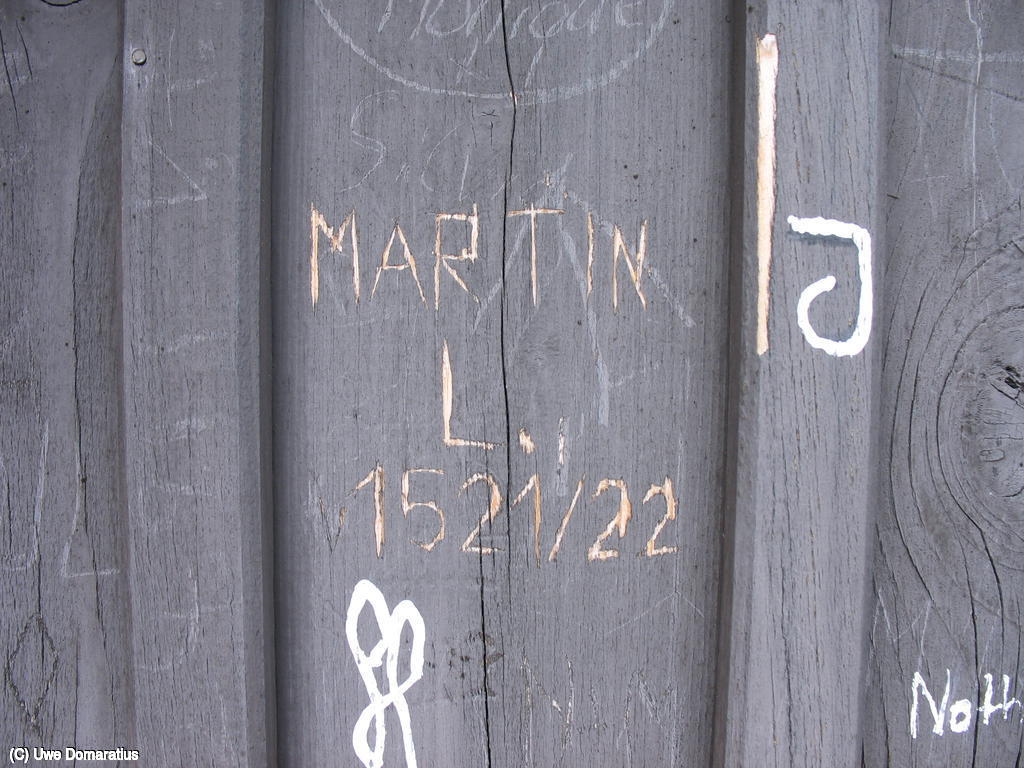 MARTIN
L.
1521/22
Noth
(C) Uwe Domaratius